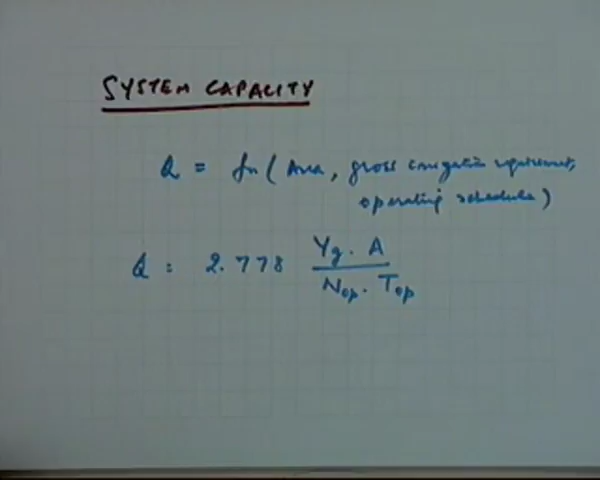 SYSTEM CAPACITY
Q = fn (Area, gross irrigation requirement,
operating schedule)
Q = 2.778 Yg. A / Nop. Top